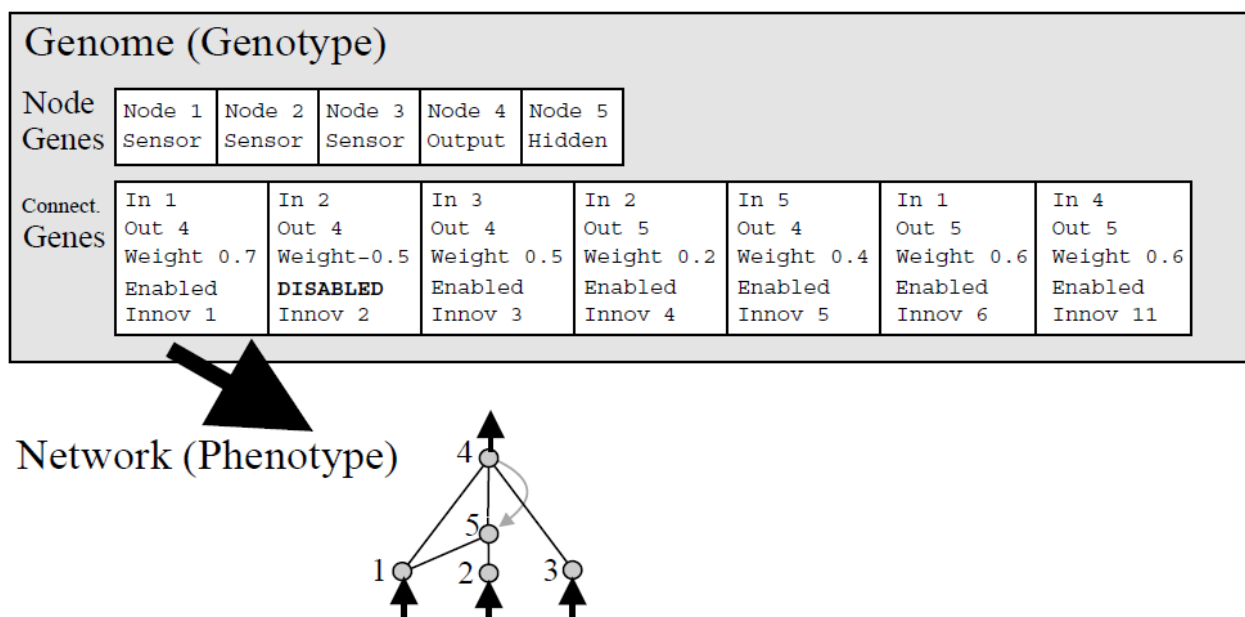 Genome (Genotype)
Node Genes
Node 1 Node 2 Node 3 Node 4 Node 5
Sensor Sensor Sensor Output Hidden
Connect. Genes
In 1 In 2 In 3 In 2 In 5 In 1 In 4
Out 4 Out 4 Out 4 Out 5 Out 4 Out 5 Out 5
Weight 0.7 Weight-0.5 Weight 0.5 Weight 0.2 Weight 0.4 Weight 0.6 Weight 0.6
Enabled DISABLED Enabled Enabled Enabled Enabled Enabled
Innov 1 Innov 2 Innov 3 Innov 4 Innov 5 Innov 6 Innov 11
Network (Phenotype)
4
5
1 2 3